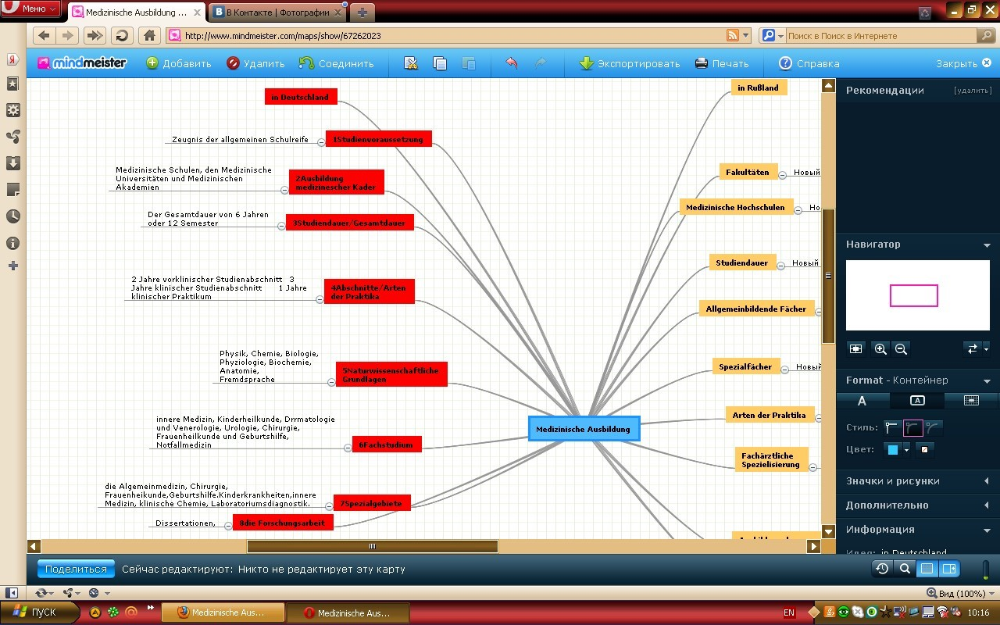 Меню
Medizinische Ausbildung ...
В Контакте | Фотографии
http://www.mindmeister.com/maps/show/67262023
Поиск в Поиск в Интернете
mindmeister
Добавить
Удалить
Соединить
Экспортировать
Печать
Справка
Закрыть
in Deutschland
1Studienvoraussetzung
Zeugnis der allgemeinen Schulreife
2Ausbildung
medizinescher Kader
Medizinische Schulen, den Medizinische
Universitäten und Medizinischen
Akademien
3Studiendauer/Gesamtdauer
Der Gesamtdauer von 6 Jahren
oder 12 Semester
4Abschnitte/Arten
der Praktika
2 Jahre vorklinischer Studienabschnitt 3
Jahre klinischer Studienabschnitt 1 Jahre
klinischer Praktikum
5Naturwissenschaftliche
Grundlagen
Physik, Chemie, Biologie,
Phyziologie, Biochemie,
Anatomie,
Fremdsprache
6Fachstudium
innere Medizin, Kinderheilkunde, Drrmatologie
und Venerologie, Urologie, Chirurgie,
Frauenheilkunde und Geburtshilfe,
Notfallmedizin
7Spezialgebiete
die Algemeinmedizin, Chirurgie,
Frauenheikunde,Geburtshilfe.Kinderkrankheiten,innere
Medizin, klinische Chemie, Laboratoriumsdiagnostik.
8die Forschungsarbeit
Dissertationen,
Medizinische Ausbildung
in Rußland
Fakultäten
Новый
Medizinische Hochschulen
Но
Studiendauer
Новый
Allgemeinbildende Fächer
Spezialfächer
Новый
Arten der Praktika
Fachärztliche
Spezielisierung
Рекомендации
[удалить]
Навигатор
Format - Контейнер
A
A
Стиль:
Цвет:
Значки и рисунки
Дополнительно
Информация
Идея: in Deutschland
Поделиться
Сейчас редактируют: Никто не редактирует эту карту
Вид (100%)
пуск
Medizinische Aus...
Medizinische Aus...
EN
10:16